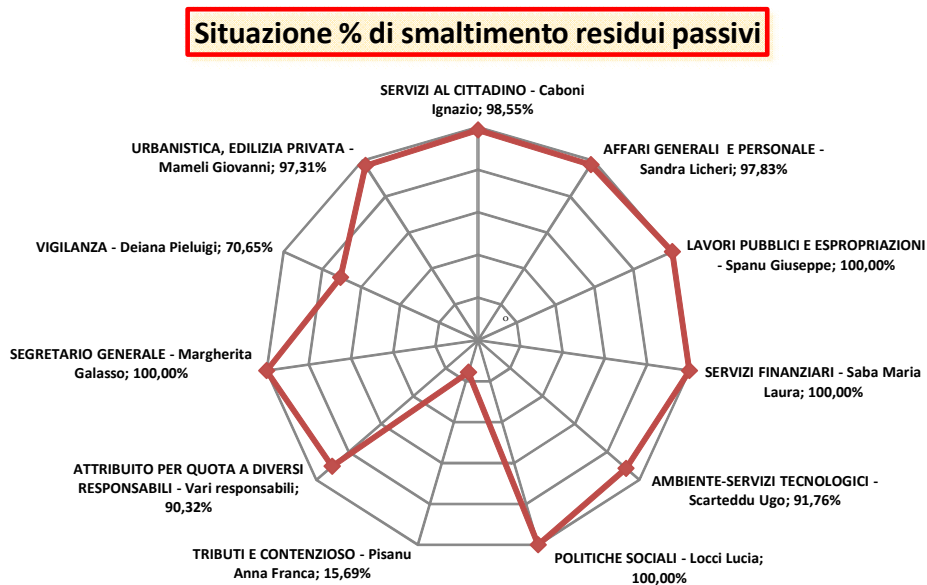 Situazione % di smaltimento residui passivi
SERVIZI AL CITTADINO - Caboni
Ignazio; 98,55%
AFFARI GENERALI E PERSONALE -
Sandra Licheri; 97,83%
LAVORI PUBBLICI E ESPROPRIAZIONI
- Spanu Giuseppe; 100,00%
SERVIZI FINANZIARI - Saba Maria
Laura; 100,00%
AMBIENTE-SERVIZI TECNOLOGICI -
Scarteddu Ugo; 91,76%
POLITICHE SOCIALI - Locci Lucia;
100,00%
TRIBUTI E CONTENZIOSO - Pisanu
Anna Franca; 15,69%
ATTRIBUITO PER QUOTA A DIVERSI
RESPONSABILI - Vari responsabili;
90,32%
SEGRETARIO GENERALE - Margherita
Galasso; 100,00%
VIGILANZA - Deiana Pieluigi; 70,65%
URBANISTICA, EDILIZIA PRIVATA -
Mameli Giovanni; 97,31%